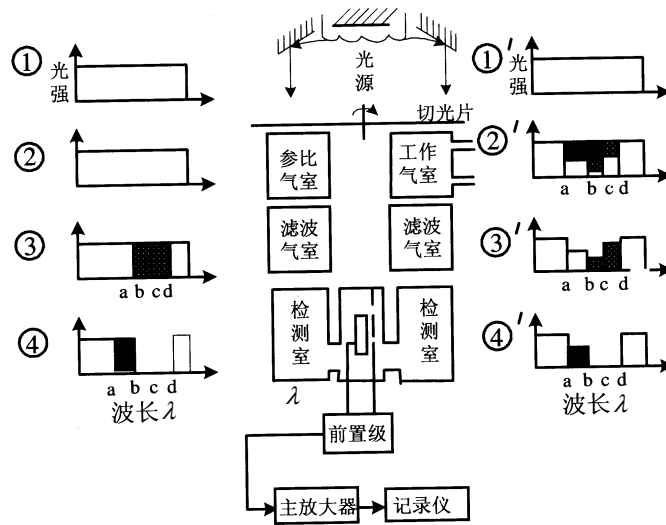 ①
光强
②
③
a b c d
④
a b c d
波长 λ
光源
切光片
参比气室
工作气室
滤波气室
滤波气室
检测室
检测室
λ
前置级
主放大器
记录仪
①′
光强
②′
a b c d
③′
a b c d
④′
a b c d
波长 λ